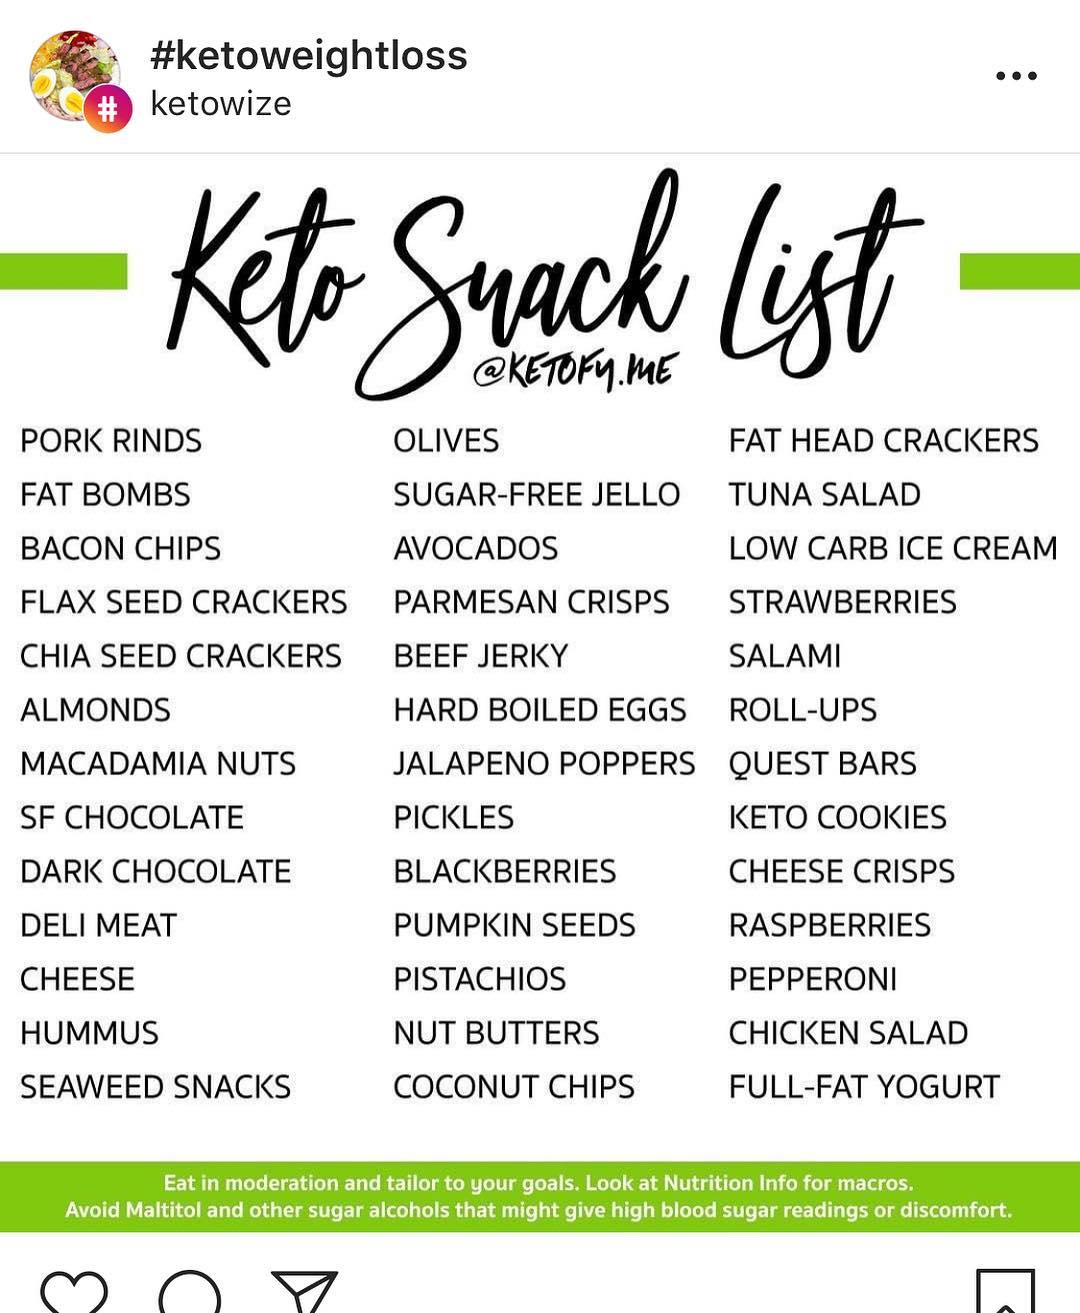 #ketoweightloss
ketowize
Keto Snack List
@KETOFY.ME
PORK RINDS
FAT BOMBS
BACON CHIPS
FLAX SEED CRACKERS
CHIA SEED CRACKERS
ALMONDS
MACADAMIA NUTS
SF CHOCOLATE
DARK CHOCOLATE
DELI MEAT
CHEESE
HUMMUS
SEAWEED SNACKS
OLIVES
SUGAR-FREE JELLO
AVOCADOS
PARMESAN CRISPS
BEEF JERKY
HARD BOILED EGGS
JALAPENO POPPERS
PICKLES
BLACKBERRIES
PUMPKIN SEEDS
PISTACHIOS
NUT BUTTERS
COCONUT CHIPS
FAT HEAD CRACKERS
TUNA SALAD
LOW CARB ICE CREAM
STRAWBERRIES
SALAMI
ROLL-UPS
QUEST BARS
KETO COOKIES
CHEESE CRISPS
RASPBERRIES
PEPPERONI
CHICKEN SALAD
FULL-FAT YOGURT
Eat in moderation and tailor to your goals. Look at Nutrition Info for macros.
Avoid Maltitol and other sugar alcohols that might give high blood sugar readings or discomfort.